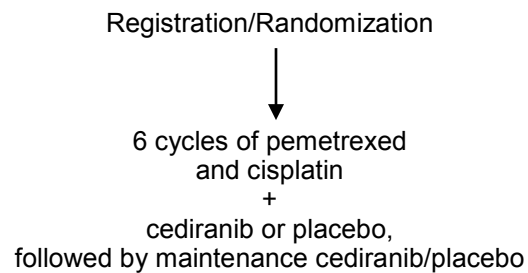 Registration/Randomization
6 cycles of pemetrexed
and cisplatin
+
cediranib or placebo,
followed by maintenance cediranib/placebo